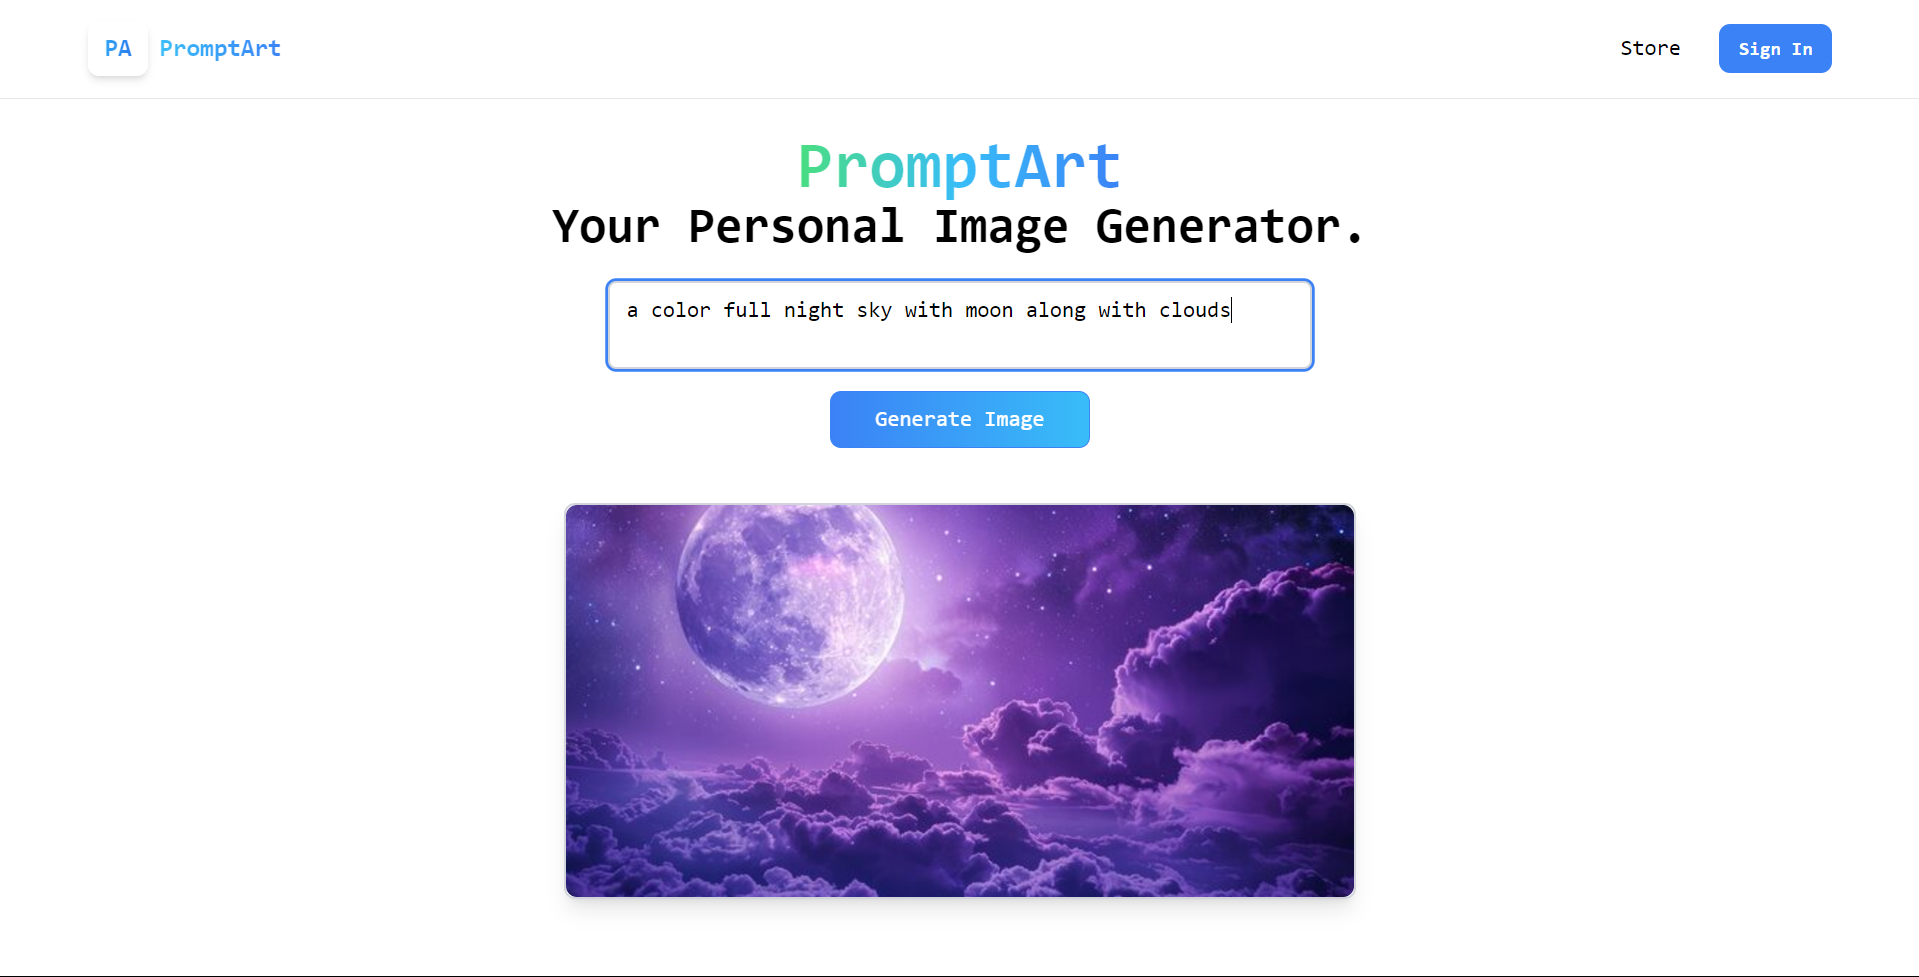 PA PromptArt Store Sign In
PromptArt
Your Personal Image Generator.
a color full night sky with moon along with clouds
Generate Image